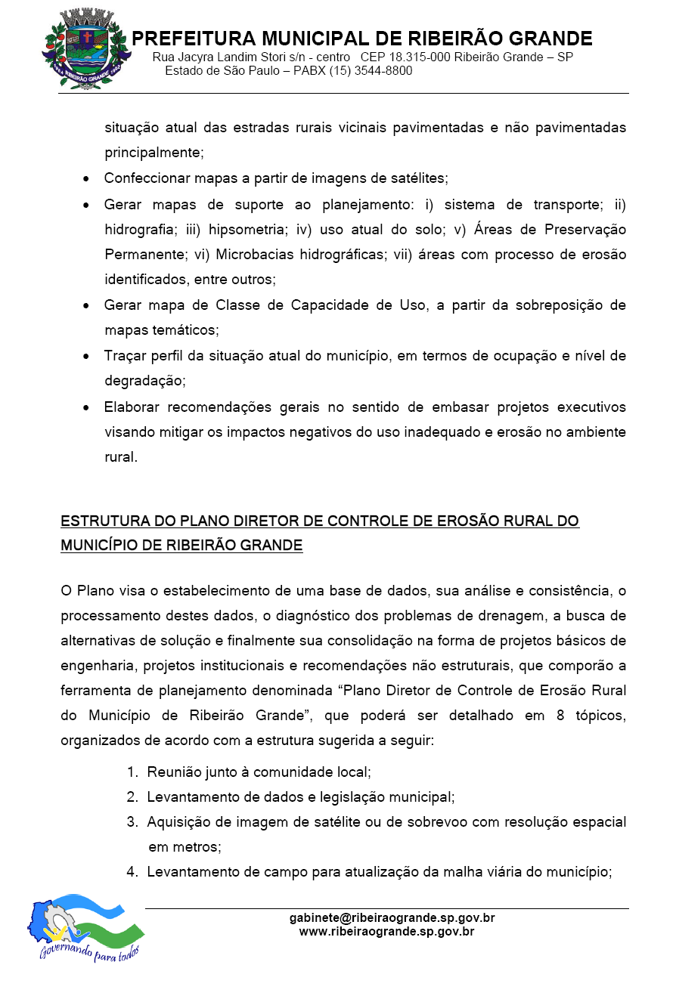 PREFEITURA MUNICIPAL DE RIBEIRÃO GRANDE
Rua Jacyra Landim Stori s/n - centro CEP 18.315-000 Ribeirão Grande – SP
Estado de São Paulo – PABX (15) 3544-8800
RIBEIRÃO GRANDE
situação atual das estradas rurais vicinais pavimentadas e não pavimentadas
principalmente;
• Confeccionar mapas a partir de imagens de satélites;
• Gerar mapas de suporte ao planejamento: i) sistema de transporte; ii)
hidrografia; iii) hipsometria; iv) uso atual do solo; v) Áreas de Preservação
Permanente; vi) Microbacias hidrográficas; vii) áreas com processo de erosão
identificados, entre outros;
• Gerar mapa de Classe de Capacidade de Uso, a partir da sobreposição de
mapas temáticos;
• Traçar perfil da situação atual do município, em termos de ocupação e nível de
degradação;
• Elaborar recomendações gerais no sentido de embasar projetos executivos
visando mitigar os impactos negativos do uso inadequado e erosão no ambiente
rural.
ESTRUTURA DO PLANO DIRETOR DE CONTROLE DE EROSÃO RURAL DO
MUNICÍPIO DE RIBEIRÃO GRANDE
O Plano visa o estabelecimento de uma base de dados, sua análise e consistência, o
processamento destes dados, o diagnóstico dos problemas de drenagem, a busca de
alternativas de solução e finalmente sua consolidação na forma de projetos básicos de
engenharia, projetos institucionais e recomendações não estruturais, que comporão a
ferramenta de planejamento denominada “Plano Diretor de Controle de Erosão Rural
do Município de Ribeirão Grande”, que poderá ser detalhado em 8 tópicos,
organizados de acordo com a estrutura sugerida a seguir:
1. Reunião junto à comunidade local;
2. Levantamento de dados e legislação municipal;
3. Aquisição de imagem de satélite ou de sobrevoo com resolução espacial
em metros;
4. Levantamento de campo para atualização da malha viária do município;
gabinete@ribeiraogrande.sp.gov.br
www.ribeiraogrande.sp.gov.br
Governando para todos